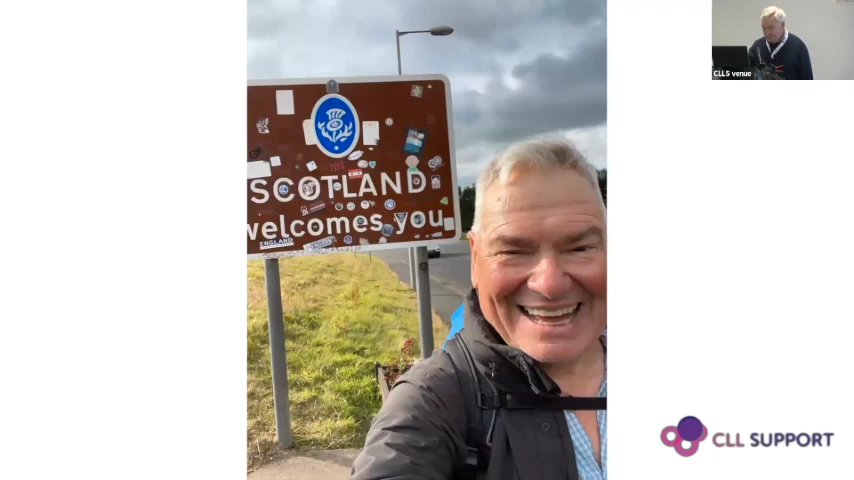 SCOTLAND
welcomes you
ENGLAND
CLLS venue
CLL SUPPORT